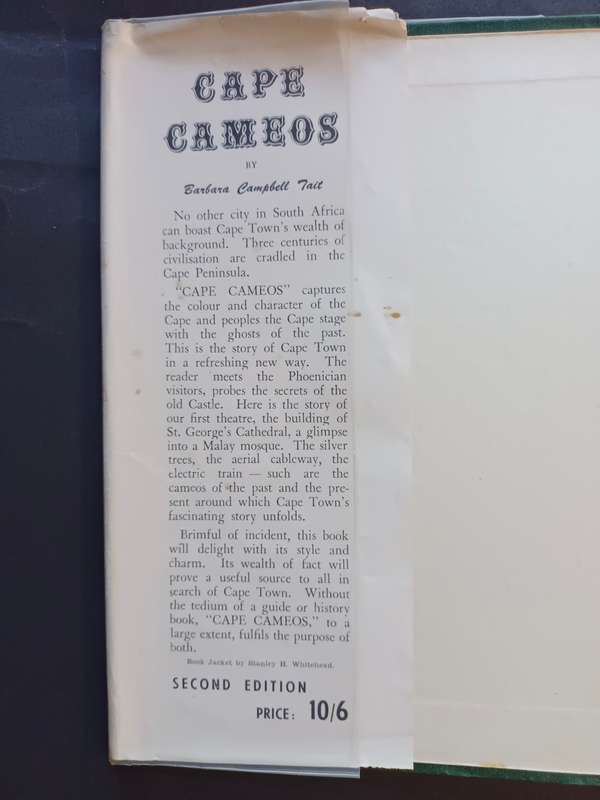 CAPE
CAMEOS
BY
Barbara Campbell Tait
No other city in South Africa
can boast Cape Town's wealth of
background. Three centuries of
civilisation are cradled in the
Cape Peninsula.
"CAPE CAMEOS" captures
the colour and character of the
Cape and peoples the Cape stage
with the ghosts of the past.
This is the story of Cape Town
in a refreshing new way. The
reader meets the Phoenician
visitors, probes the secrets of the
old Castle. Here is the story of
our first theatre, the building of
St. George's Cathedral, a glimpse
into a Malay mosque. The silver
trees, the aerial cableway, the
electric train — such are the
cameos of the past and the pre-
sent around which Cape Town's
fascinating story unfolds.
Brimful of incident, this book
will delight with its style and
charm. Its wealth of fact will
prove a useful source to all in
search of Cape Town. Without
the tedium of a guide or history
book, "CAPE CAMEOS," to a
large extent, fulfils the purpose of
both.
Book Jacket by Stanley H. Whitehead.
SECOND EDITION
PRICE: 10/6